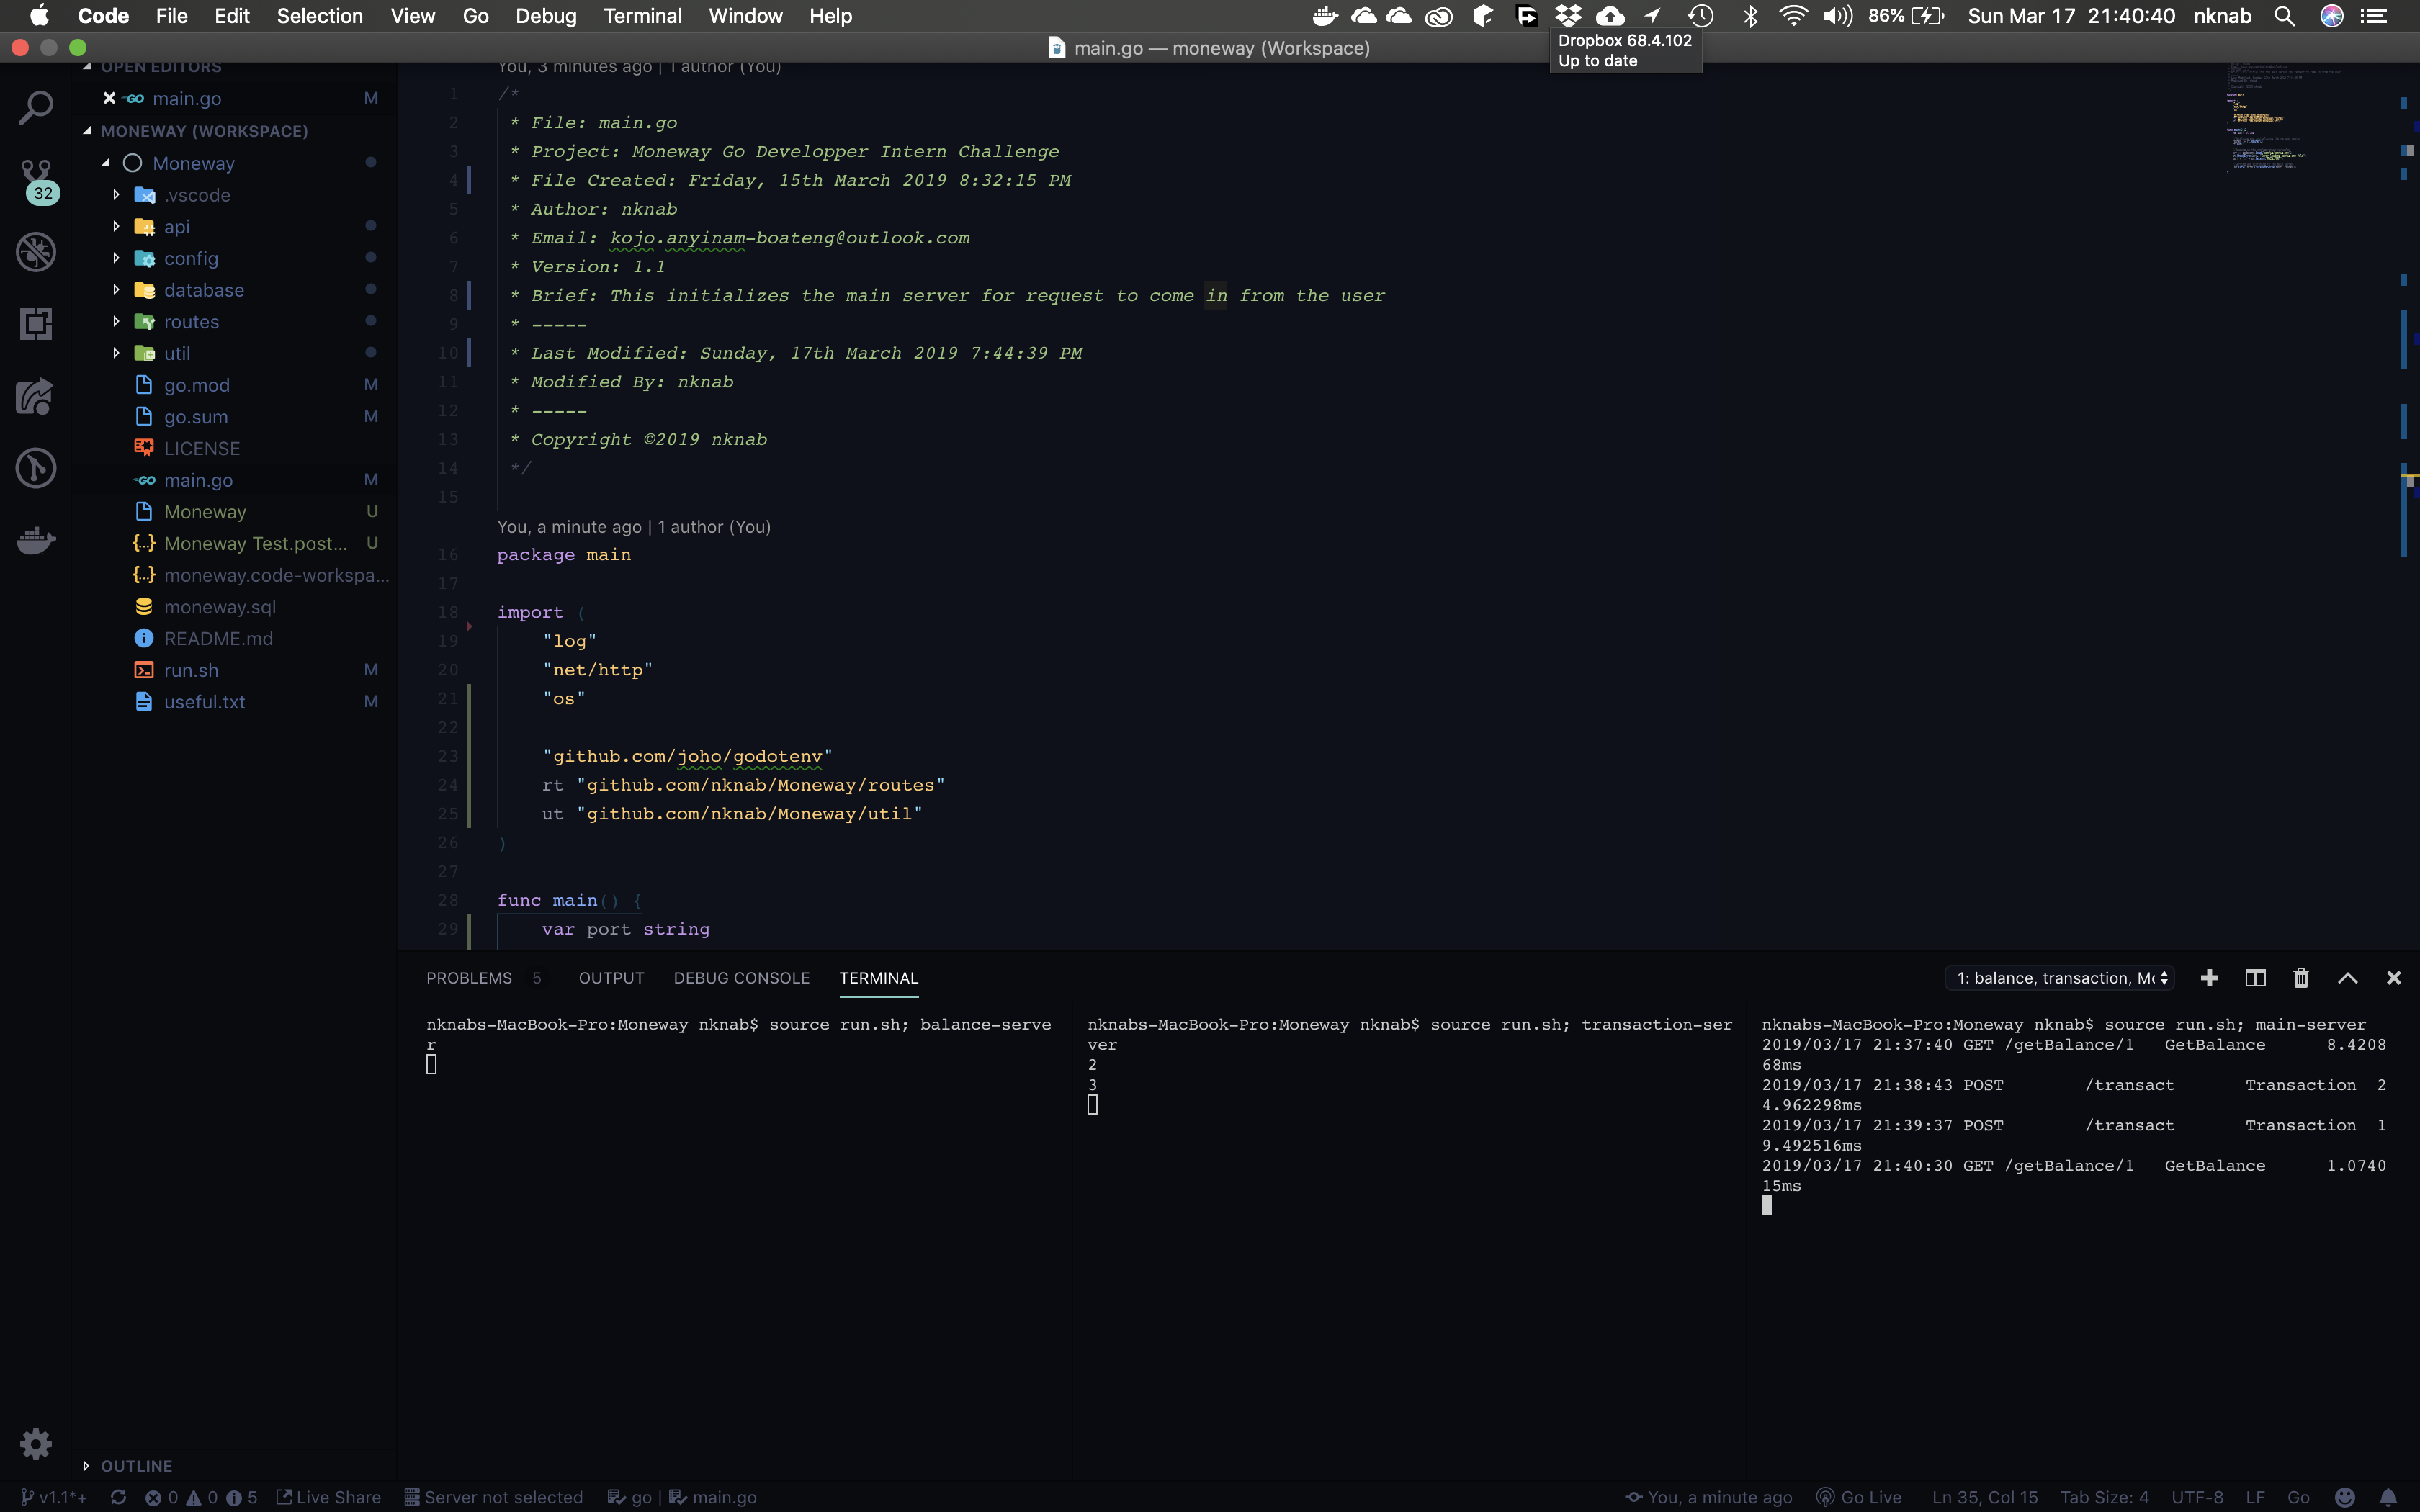 Code File Edit Selection View Go Debug Terminal Window Help 86% Sun Mar 17 21:40:40 nknab
main.go — moneway (Workspace)
Dropbox 68.4.102
Up to date
OPEN EDITORS
main.go M
MONEWAY (WORKSPACE)
Moneway
32
.vscode
api
config
database
routes
util
go.mod M
go.sum M
LICENSE
main.go M
Moneway U
Moneway Test.post... U
moneway.code-workspa...
moneway.sql
README.md
run.sh M
useful.txt M
OUTLINE
You, 3 minutes ago | 1 author (You)
1 /*
2 * File: main.go
3 * Project: Moneway Go Developper Intern Challenge
4 * File Created: Friday, 15th March 2019 8:32:15 PM
5 * Author: nknab
6 * Email: kojo.anyinam-boateng@outlook.com
7 * Version: 1.1
8 * Brief: This initializes the main server for request to come in from the user
9 * -----
10 * Last Modified: Sunday, 17th March 2019 7:44:39 PM
11 * Modified By: nknab
12 * -----
13 * Copyright ©2019 nknab
14 */
15
You, a minute ago | 1 author (You)
16 package main
17
18 import (
19 "log"
20 "net/http"
21 "os"
22
23 "github.com/joho/godotenv"
24 rt "github.com/nknab/Moneway/routes"
25 ut "github.com/nknab/Moneway/util"
26 )
27
28 func main() {
29 var port string
PROBLEMS 5 OUTPUT DEBUG CONSOLE TERMINAL 1: balance, transaction, Mc
nknabs-MacBook-Pro:Moneway nknab$ source run.sh; balance-serve
r
nknabs-MacBook-Pro:Moneway nknab$ source run.sh; transaction-ser
ver
2
3
nknabs-MacBook-Pro:Moneway nknab$ source run.sh; main-server
2019/03/17 21:37:40 GET /getBalance/1 GetBalance 8.4208
68ms
2019/03/17 21:38:43 POST /transact Transaction 2
4.962298ms
2019/03/17 21:39:37 POST /transact Transaction 1
9.492516ms
2019/03/17 21:40:30 GET /getBalance/1 GetBalance 1.0740
15ms
v1.1*+ 0 0 5 Live Share Server not selected go | main.go You, a minute ago Go Live Ln 35, Col 15 Tab Size: 4 UTF-8 LF Go